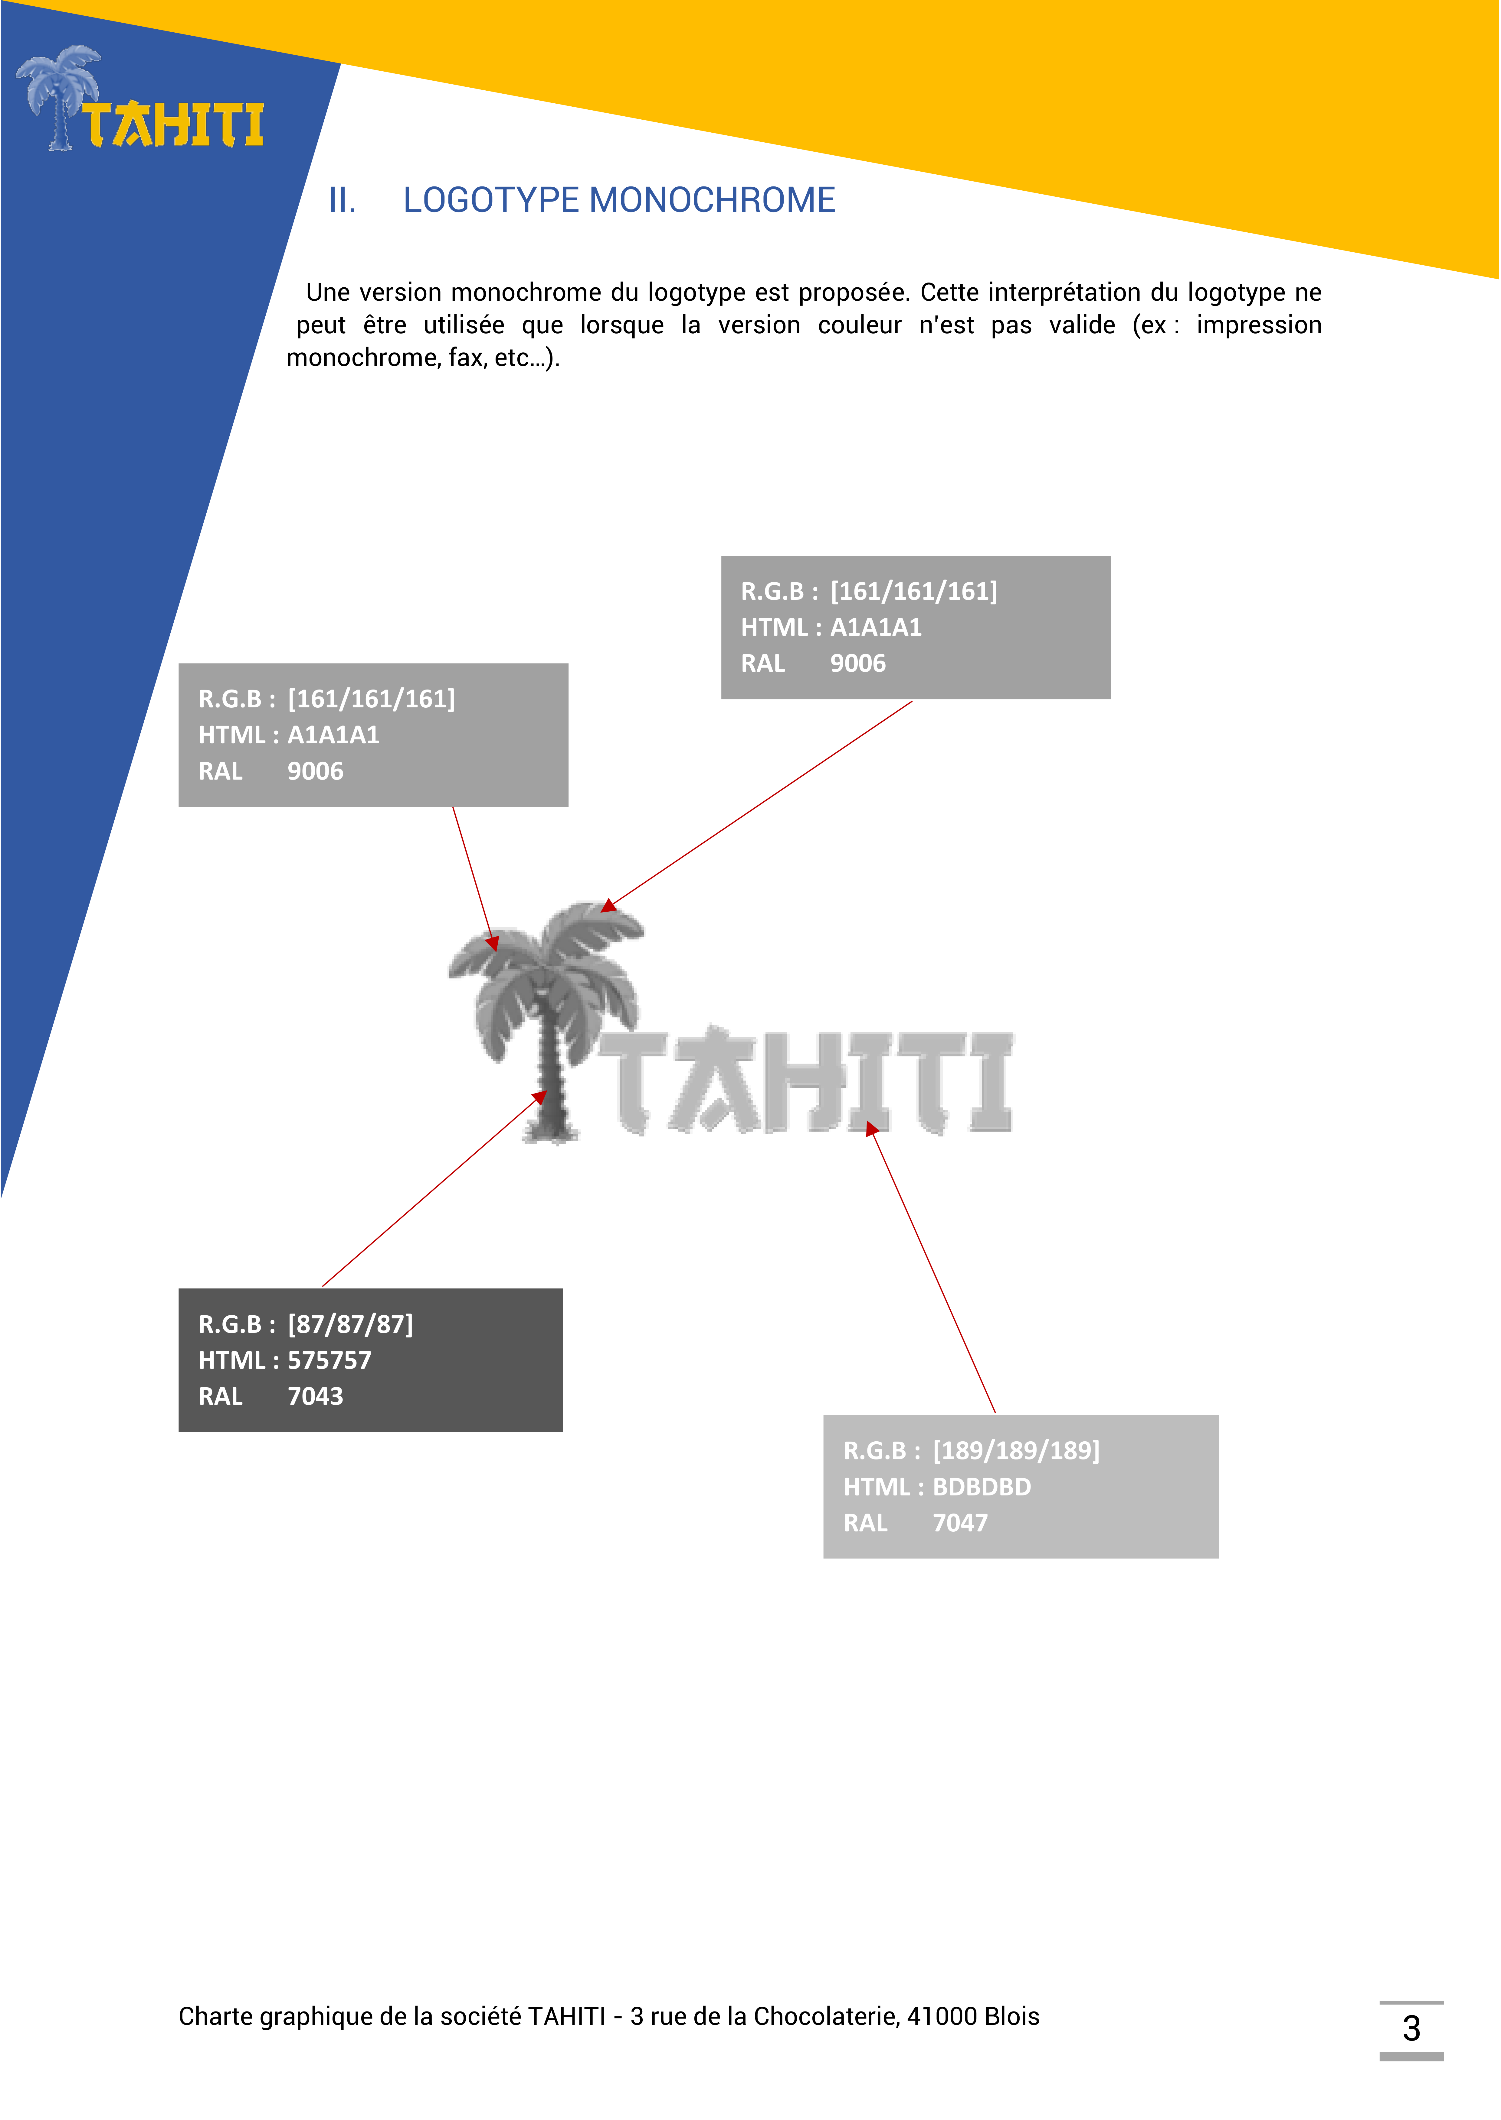 TAHITI
II. LOGOTYPE MONOCHROME
Une version monochrome du logotype est proposée. Cette interprétation du logotype ne
peut être utilisée que lorsque la version couleur n'est pas valide (ex : impression
monochrome, fax, etc…).
R.G.B : [161/161/161]
HTML : A1A1A1
RAL 9006
R.G.B : [161/161/161]
HTML : A1A1A1
RAL 9006
TAHITI
R.G.B : [87/87/87]
HTML : 575757
RAL 7043
R.G.B : [189/189/189]
HTML : BDBDBD
RAL 7047
Charte graphique de la société TAHITI - 3 rue de la Chocolaterie, 41000 Blois
3